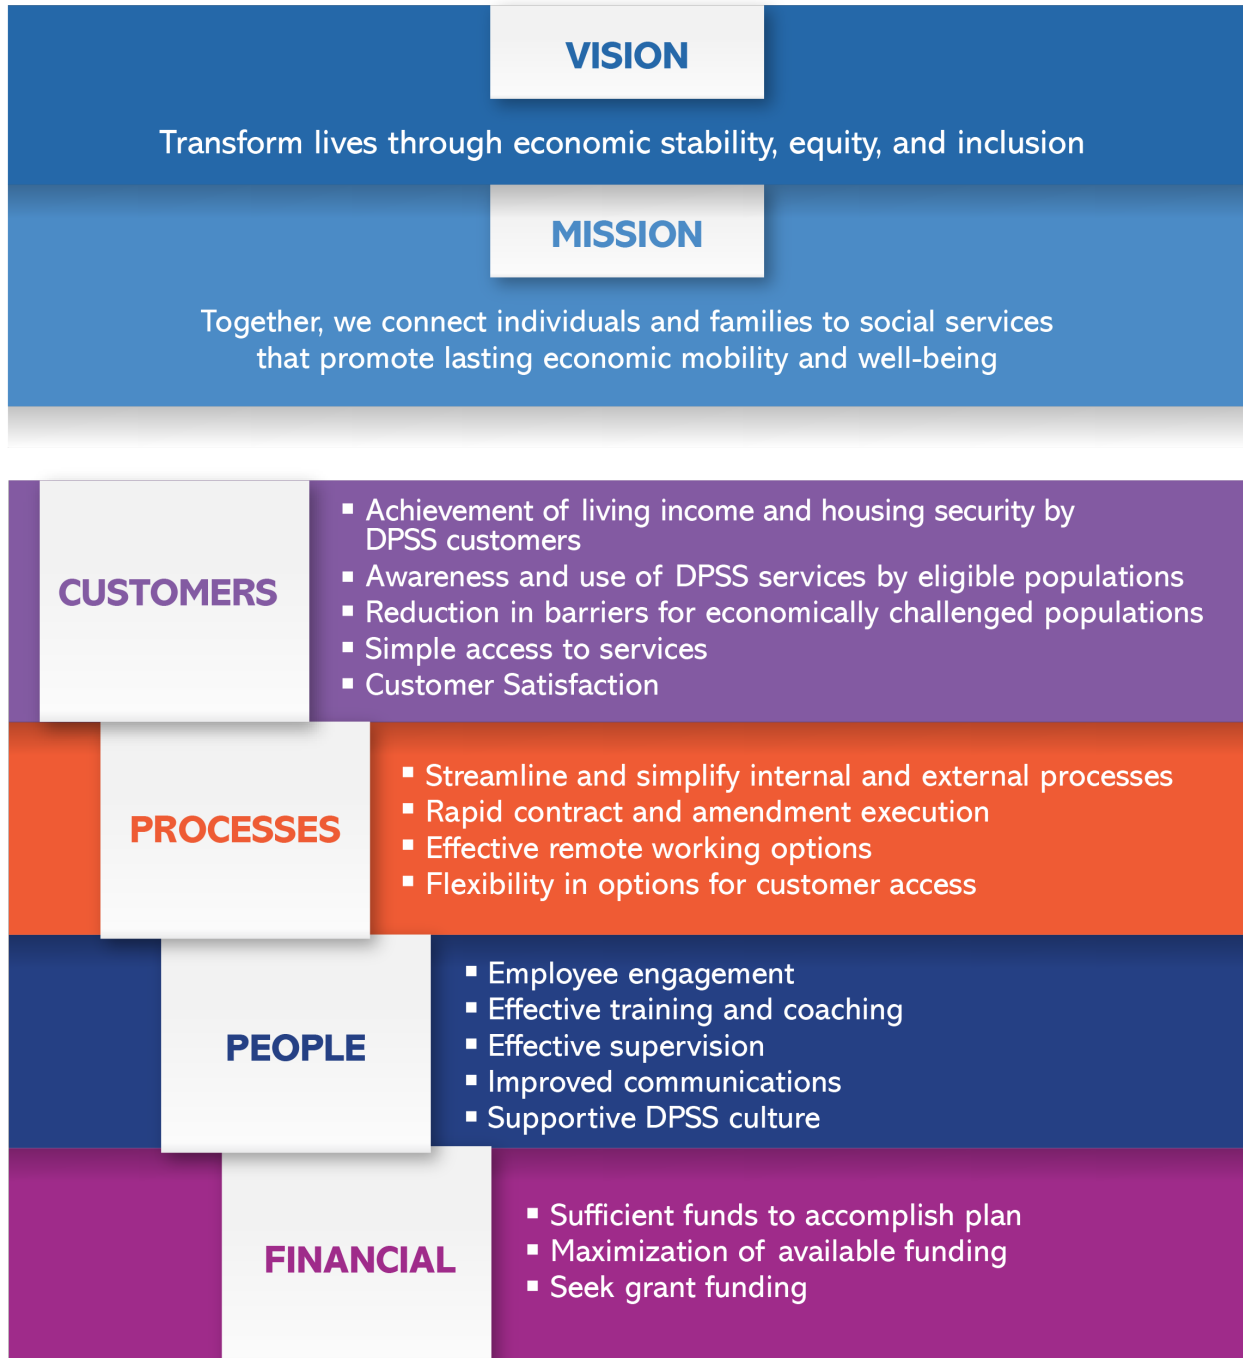 VISION
Transform lives through economic stability, equity, and inclusion
MISSION
Together, we connect individuals and families to social services
that promote lasting economic mobility and well-being
CUSTOMERS
▪ Achievement of living income and housing security by
DPSS customers
▪ Awareness and use of DPSS services by eligible populations
▪ Reduction in barriers for economically challenged populations
▪ Simple access to services
▪ Customer Satisfaction
PROCESSES
▪ Streamline and simplify internal and external processes
▪ Rapid contract and amendment execution
▪ Effective remote working options
▪ Flexibility in options for customer access
PEOPLE
▪ Employee engagement
▪ Effective training and coaching
▪ Effective supervision
▪ Improved communications
▪ Supportive DPSS culture
FINANCIAL
▪ Sufficient funds to accomplish plan
▪ Maximization of available funding
▪ Seek grant funding